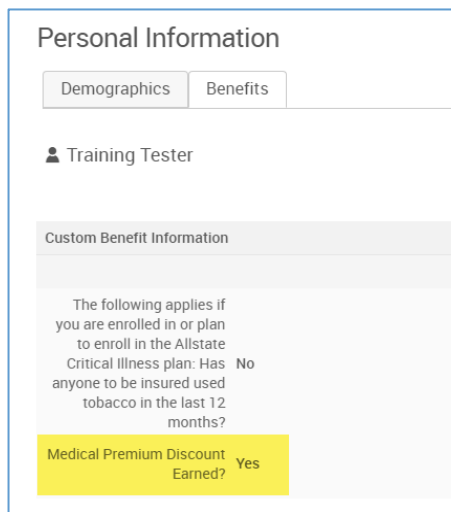 Personal Information
Demographics Benefits
Training Tester
Custom Benefit Information
The following applies if
you are enrolled in or plan
to enroll in the Allstate
Critical Illness plan: Has No
anyone to be insured used
tobacco in the last 12
months?
Medical Premium Discount Yes
Earned?